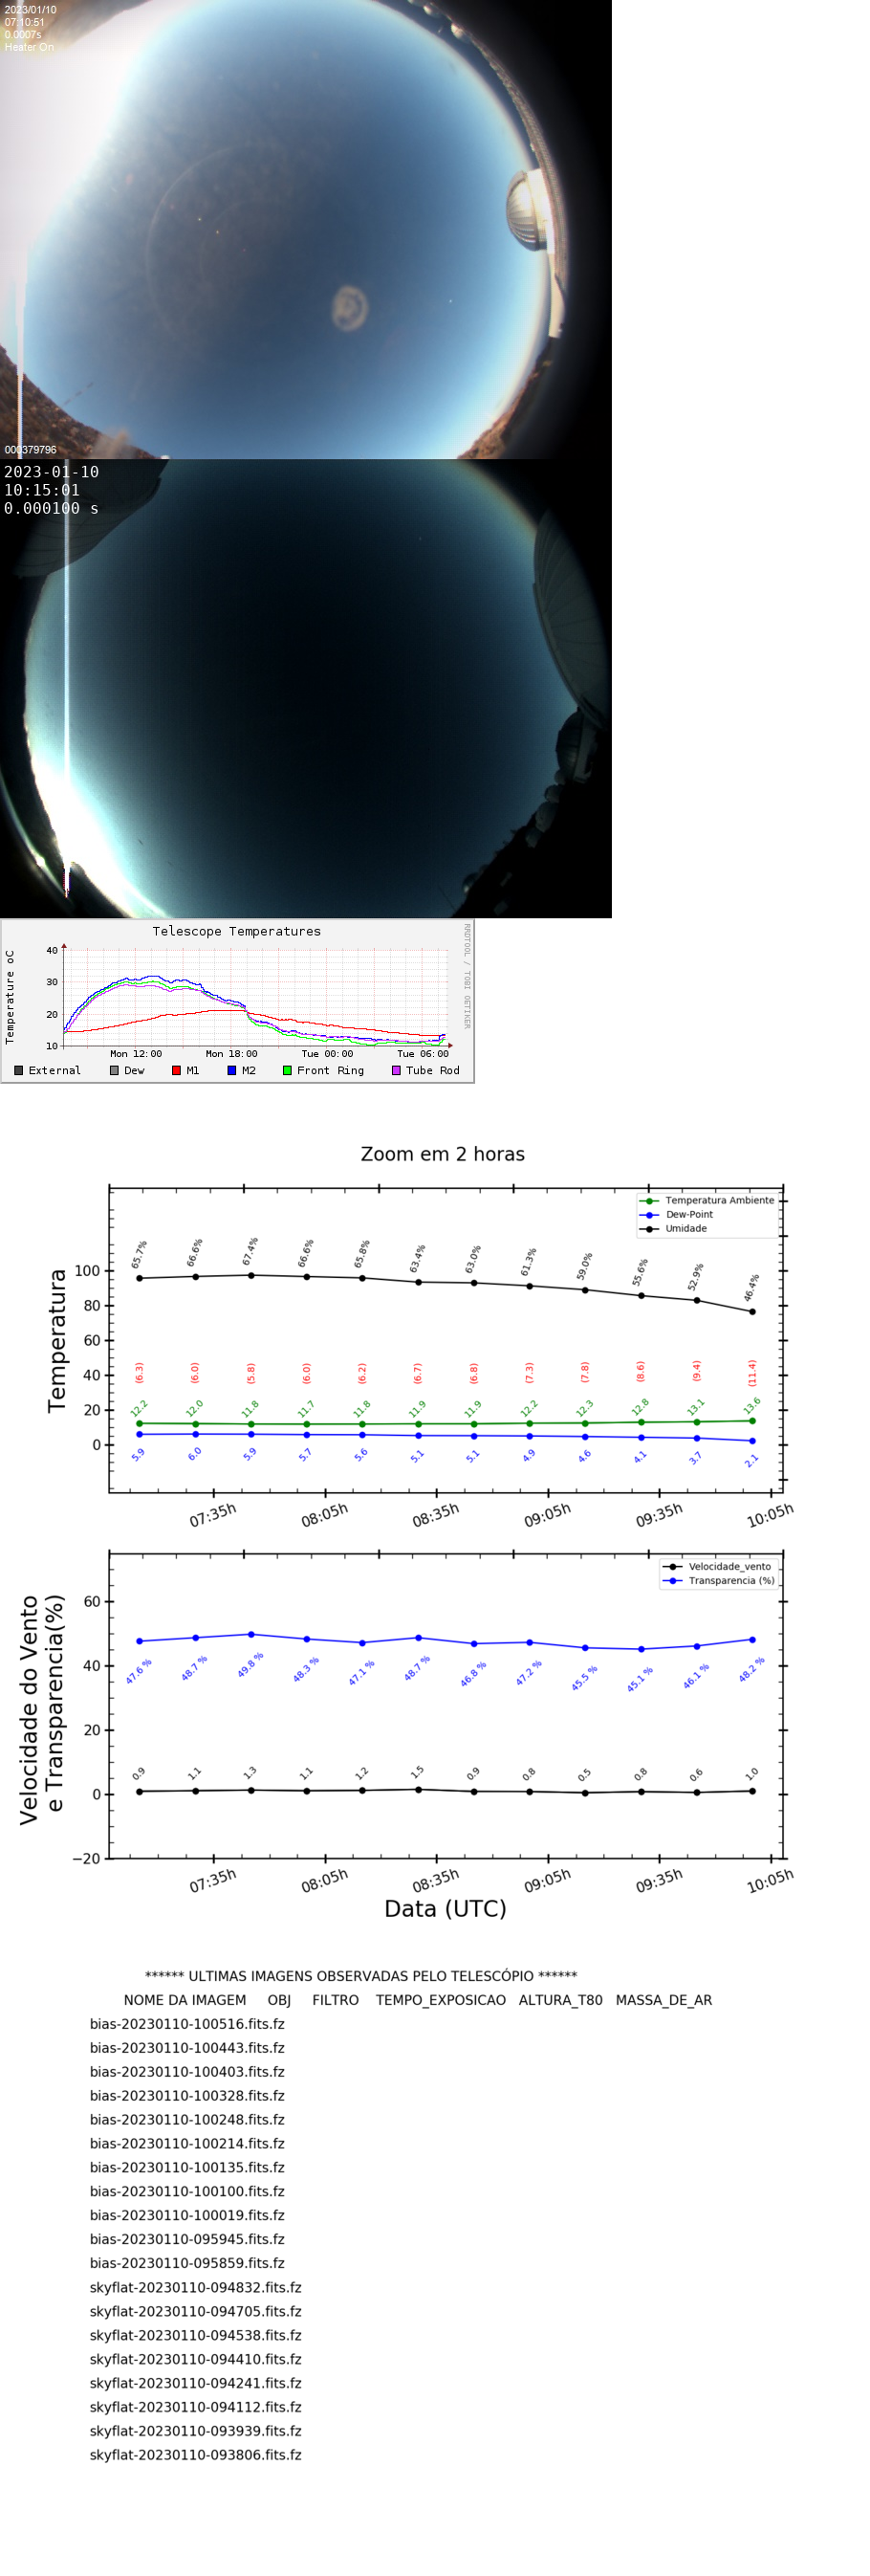 2023/01/10
07:10:51
0.0007s
Heater On
000379796
2023-01-10
10:15:01
0.000100 s
Telescope Temperatures
RRDTOOL / TOBI OETIKER
Temperature oC
40
30
20
10
Mon 12:00 Mon 18:00 Tue 00:00 Tue 06:00
External Dew M1 M2 Front Ring Tube Rod
Zoom em 2 horas
Temperatura Ambiente
Dew-Point
Umidade
Temperatura
100
80
60
40
20
0
65.7% 66.6% 67.4% 66.6% 65.8% 63.4% 63.0% 61.3% 59.0% 55.6% 52.9% 46.4%
(6.3) (6.0) (5.8) (6.0) (6.2) (6.7) (6.8) (7.3) (7.8) (8.6) (9.4) (11.4)
12.2 12.0 11.8 11.7 11.8 11.9 11.9 12.2 12.3 12.8 13.1 13.6
5.9 6.0 5.9 5.7 5.6 5.1 5.1 4.9 4.6 4.1 3.7 2.1
07:35h 08:05h 08:35h 09:05h 09:35h 10:05h
Velocidade_vento
Transparencia (%)
Velocidade do Vento
e Transparencia(%)
60
40
20
0
−20
47.6 % 48.7 % 49.8 % 48.3 % 47.1 % 48.7 % 46.8 % 47.2 % 45.5 % 45.1 % 46.1 % 48.2 %
0.9 1.1 1.3 1.1 1.2 1.5 0.9 0.8 0.5 0.8 0.6 1.0
07:35h 08:05h 08:35h 09:05h 09:35h 10:05h
Data (UTC)
****** ULTIMAS IMAGENS OBSERVADAS PELO TELESCÓPIO ******
NOME DA IMAGEM OBJ FILTRO TEMPO_EXPOSICAO ALTURA_T80 MASSA_DE_AR
bias-20230110-100516.fits.fz
bias-20230110-100443.fits.fz
bias-20230110-100403.fits.fz
bias-20230110-100328.fits.fz
bias-20230110-100248.fits.fz
bias-20230110-100214.fits.fz
bias-20230110-100135.fits.fz
bias-20230110-100100.fits.fz
bias-20230110-100019.fits.fz
bias-20230110-095945.fits.fz
bias-20230110-095859.fits.fz
skyflat-20230110-094832.fits.fz
skyflat-20230110-094705.fits.fz
skyflat-20230110-094538.fits.fz
skyflat-20230110-094410.fits.fz
skyflat-20230110-094241.fits.fz
skyflat-20230110-094112.fits.fz
skyflat-20230110-093939.fits.fz
skyflat-20230110-093806.fits.fz